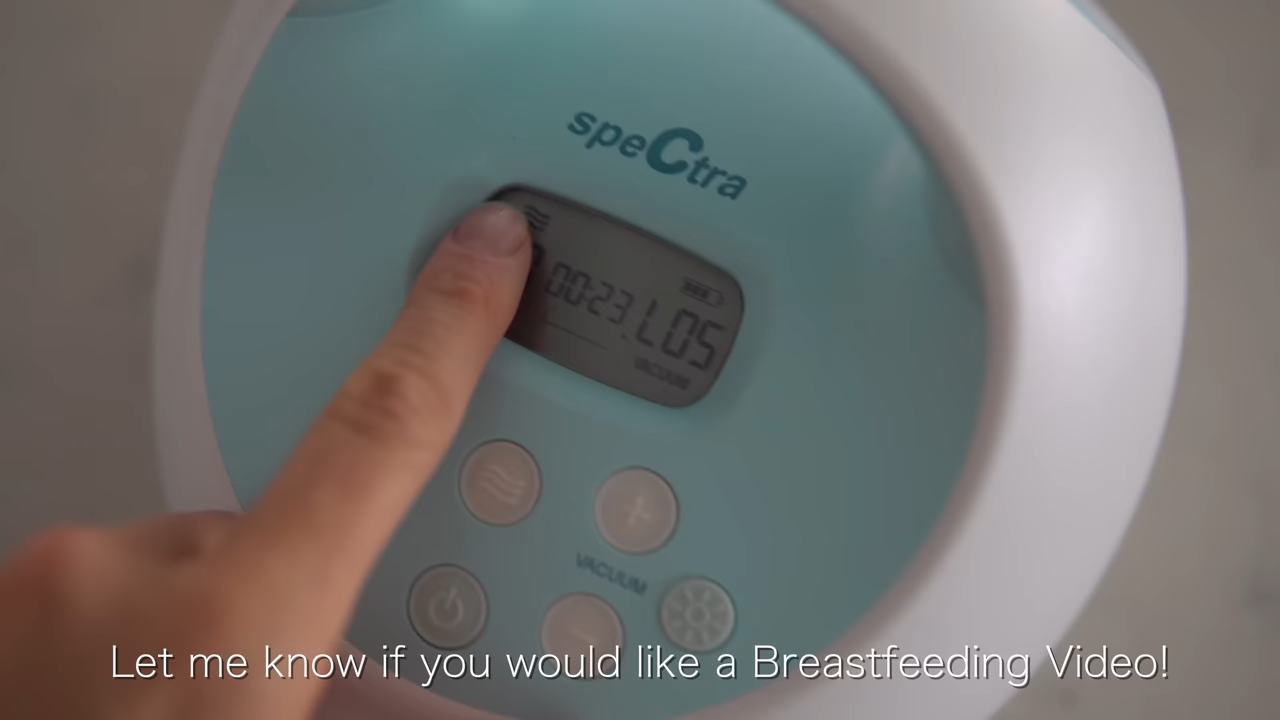 speCtra
00:23 L05
VACUUM
VACUUM
Let me know if you would like a Breastfeeding Video!